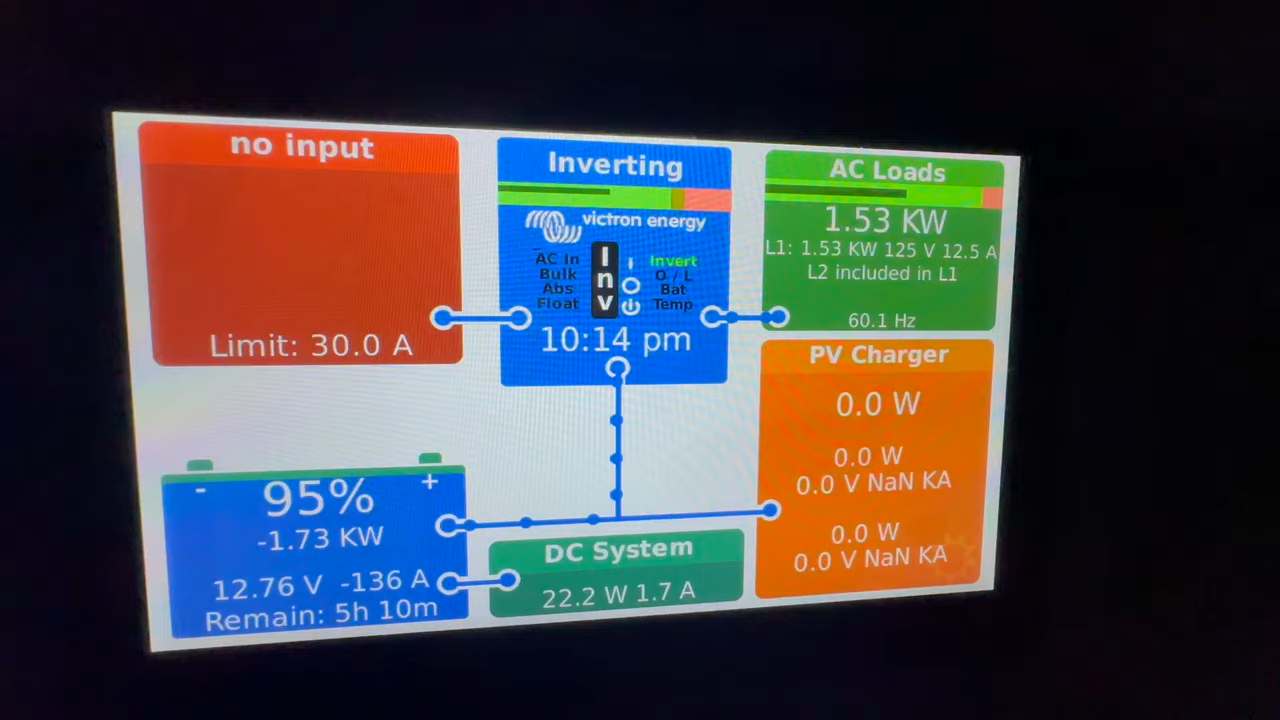 no input
Limit: 30.0 A
Inverting
victron energy
AC In
Bulk
Abs
Float
Inv
Invert
O / L
Bat
Temp
10:14 pm
AC Loads
1.53 KW
L1: 1.53 KW 125 V 12.5 A
L2 included in L1
60.1 Hz
PV Charger
0.0 W
0.0 W
0.0 V NaN KA
0.0 W
0.0 V NaN KA
- 95% +
-1.73 KW
12.76 V -136 A
Remain: 5h 10m
DC System
22.2 W 1.7 A